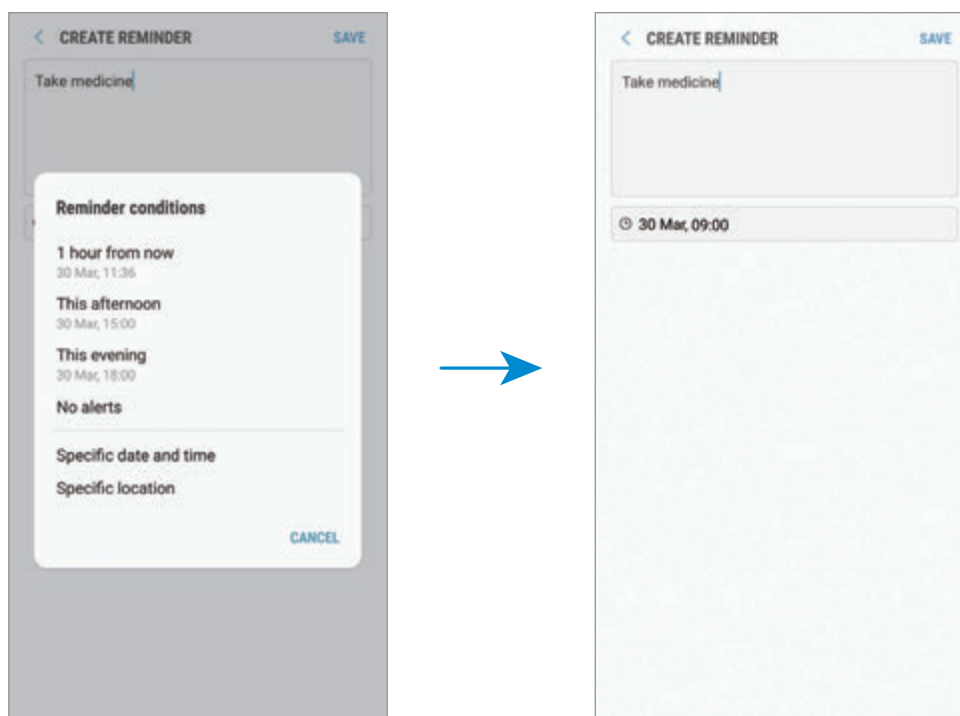 CREATE REMINDER SAVE
Take medicine
Reminder conditions
1 hour from now
30 Mar, 11:36
This afternoon
30 Mar, 15:00
This evening
30 Mar, 18:00
No alerts
Specific date and time
Specific location
CANCEL
CREATE REMINDER SAVE
Take medicine
30 Mar, 09:00